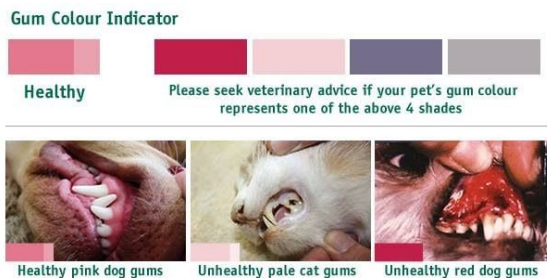 Gum Colour Indicator
Healthy
Please seek veterinary advice if your pet's gum colour
represents one of the above 4 shades
Healthy pink dog gums
Unhealthy pale cat gums
Unhealthy red dog gums